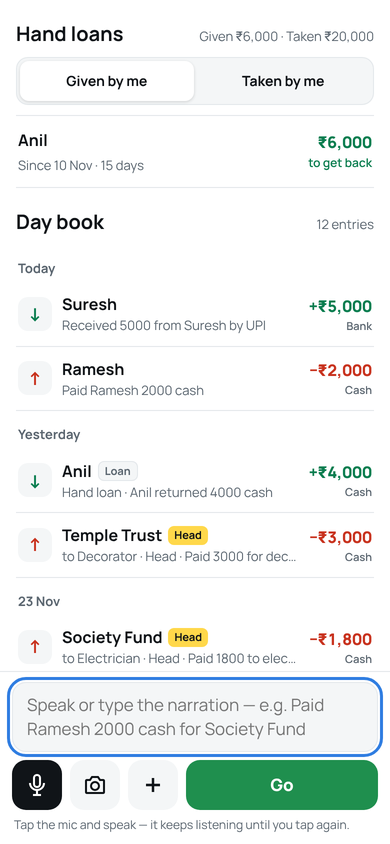 Hand loans
Given ₹6,000 · Taken ₹20,000
Given by me
Taken by me
Anil
₹6,000
Since 10 Nov · 15 days
to get back
Day book
12 entries
Today
Suresh
+₹5,000
Received 5000 from Suresh by UPI
Bank
Ramesh
−₹2,000
Paid Ramesh 2000 cash
Cash
Yesterday
Anil Loan
+₹4,000
Hand loan · Anil returned 4000 cash
Cash
Temple Trust Head
−₹3,000
to Decorator · Head · Paid 3000 for dec...
Cash
23 Nov
Society Fund Head
−₹1,800
to Electrician · Head · Paid 1800 to elec...
Cash
Speak or type the narration — e.g. Paid
Ramesh 2000 cash for Society Fund
Go
Tap the mic and speak — it keeps listening until you tap again.